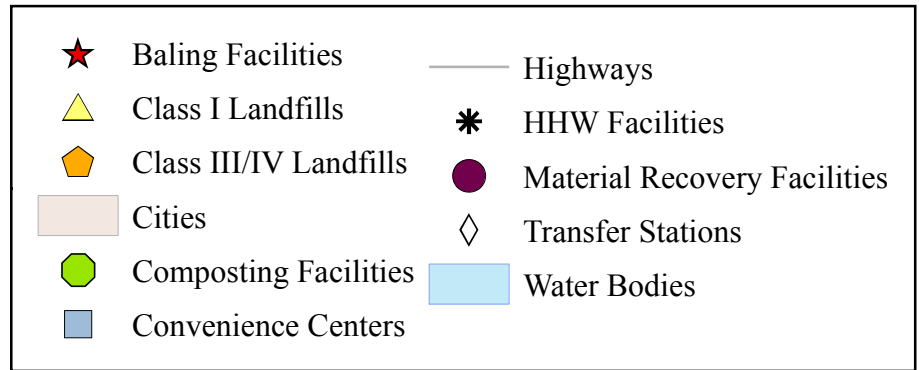 Baling Facilities
Class I Landfills
Class III/IV Landfills
Cities
Composting Facilities
Convenience Centers
Highways
HHW Facilities
Material Recovery Facilities
Transfer Stations
Water Bodies